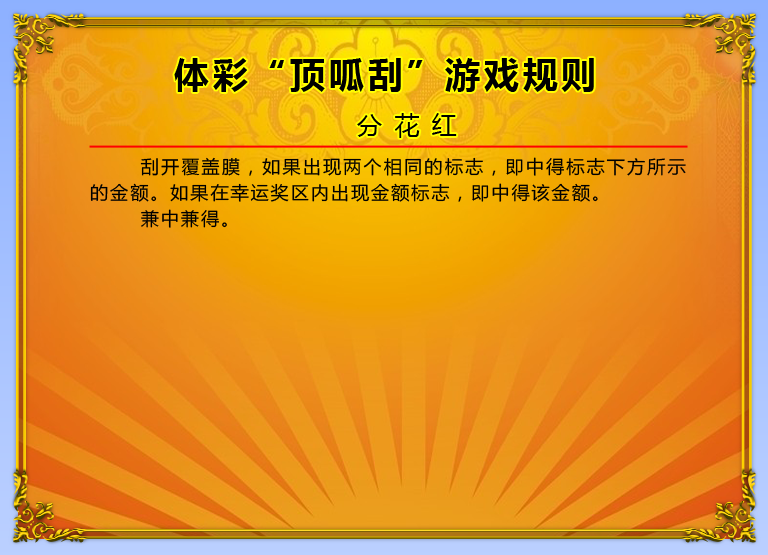 体彩“顶呱刮”游戏规则
分花红
刮开覆盖膜，如果出现两个相同的标志，即中得标志下方所示
的金额。如果在幸运奖区内出现金额标志，即中得该金额。
兼中兼得。